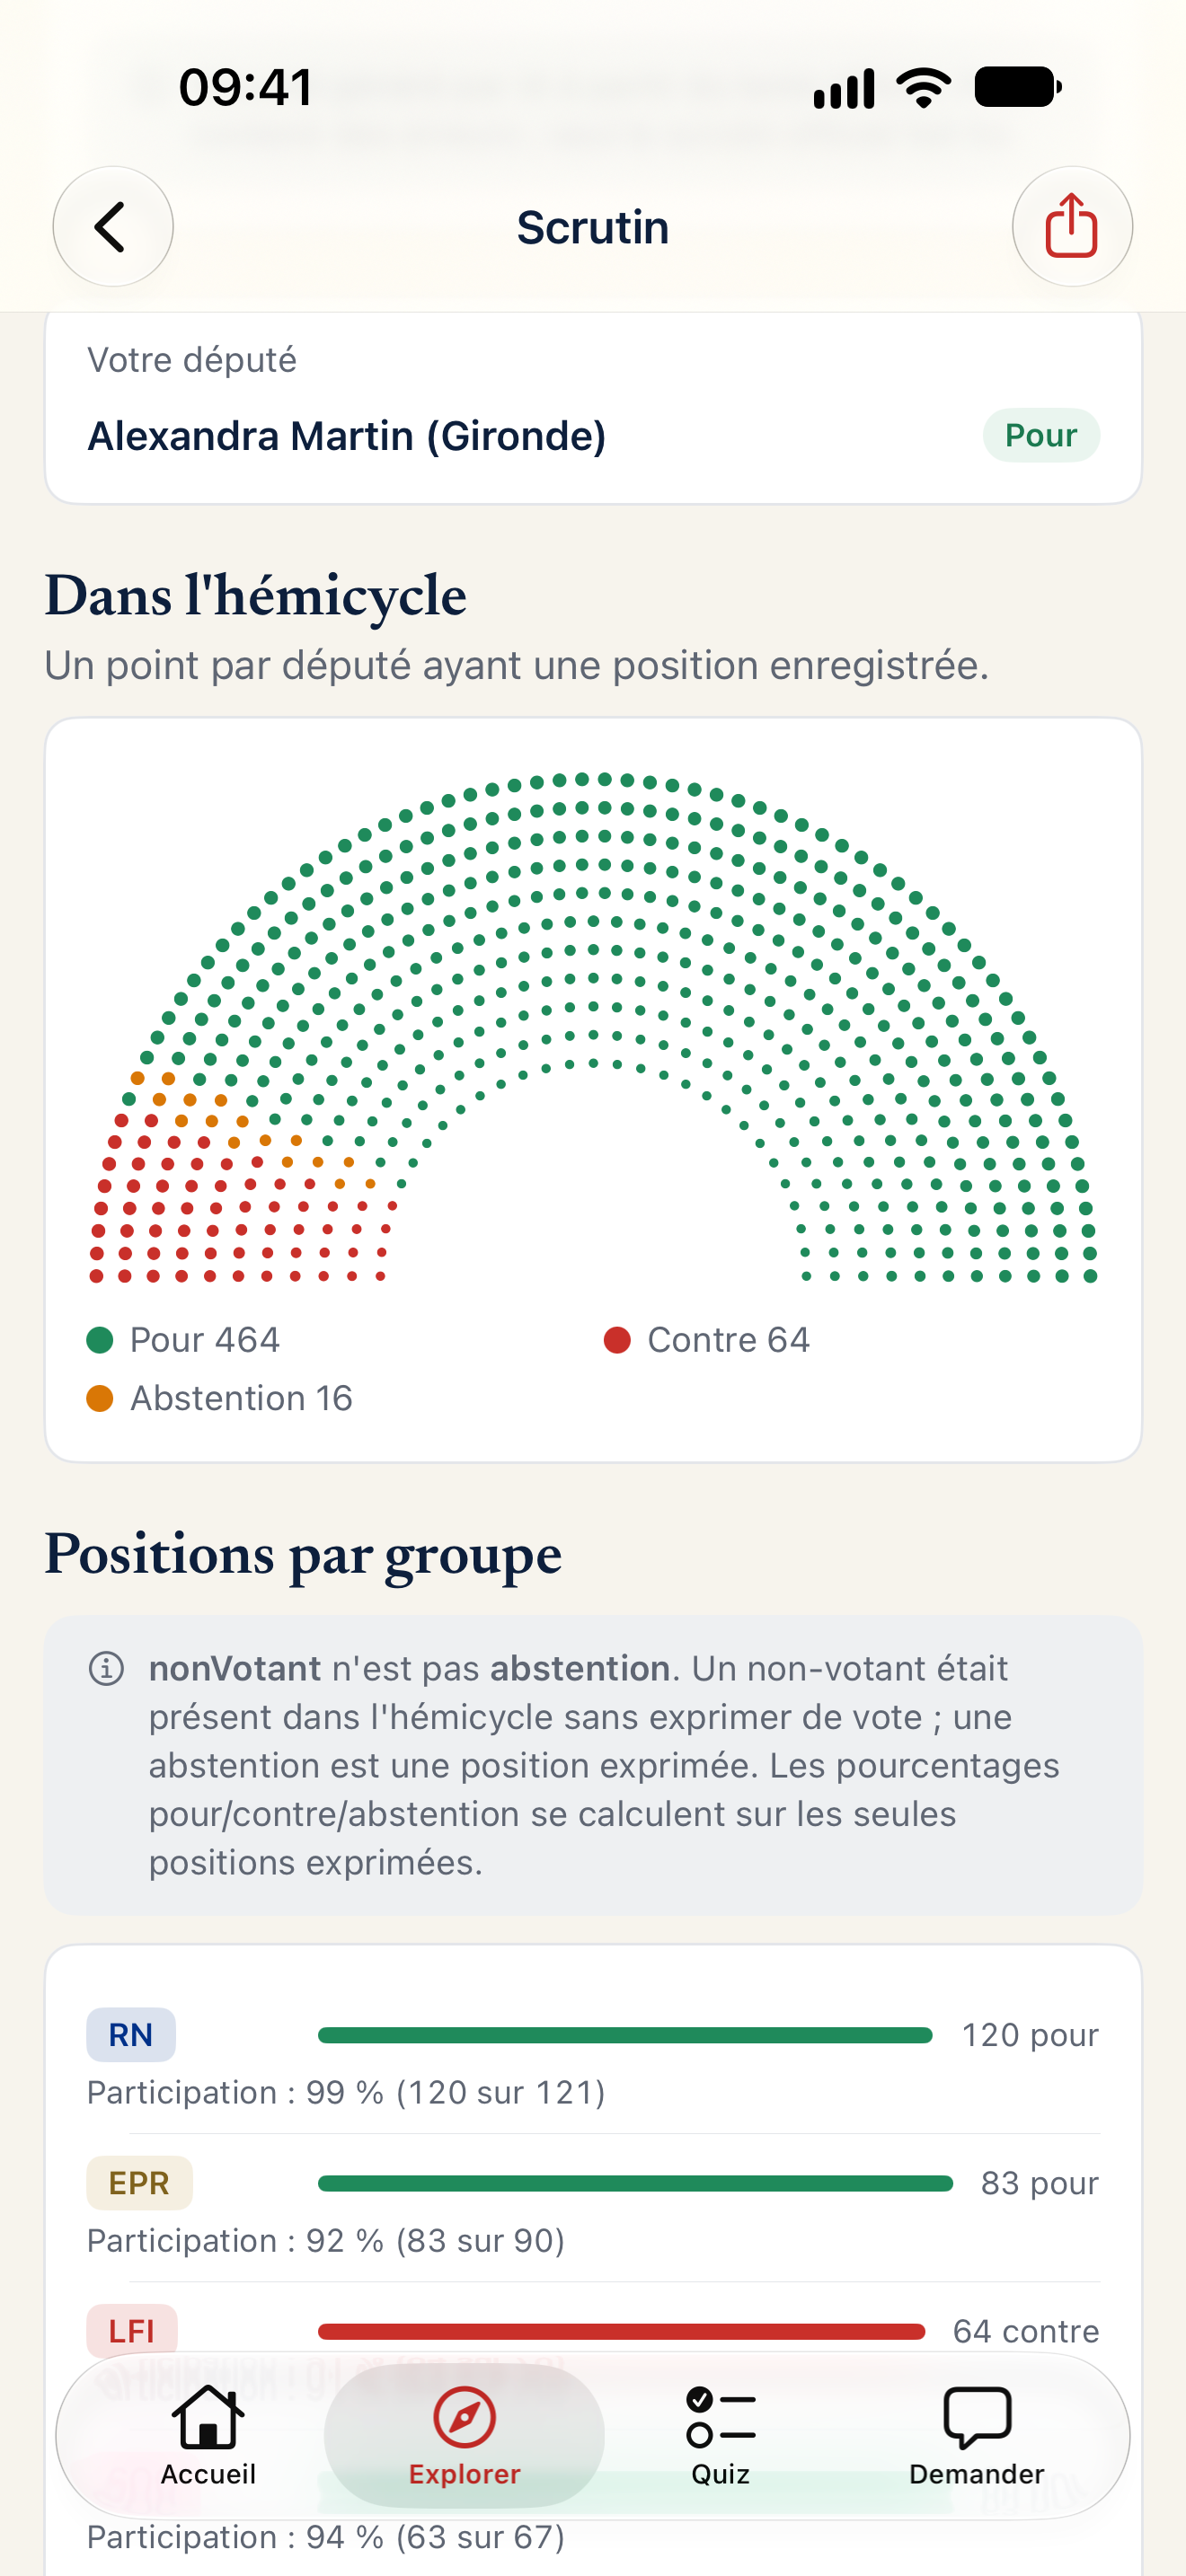 09:41
Scrutin
Votre député
Alexandra Martin (Gironde)
Pour
Dans l'hémicycle
Un point par député ayant une position enregistrée.
Pour 464
Contre 64
Abstention 16
Positions par groupe
nonVotant n'est pas abstention. Un non-votant était
présent dans l'hémicycle sans exprimer de vote ; une
abstention est une position exprimée. Les pourcentages
pour/contre/abstention se calculent sur les seules
positions exprimées.
RN
120 pour
Participation : 99 % (120 sur 121)
EPR
83 pour
Participation : 92 % (83 sur 90)
LFI
64 contre
Accueil
Explorer
Quiz
Demander
Participation : 94 % (63 sur 67)